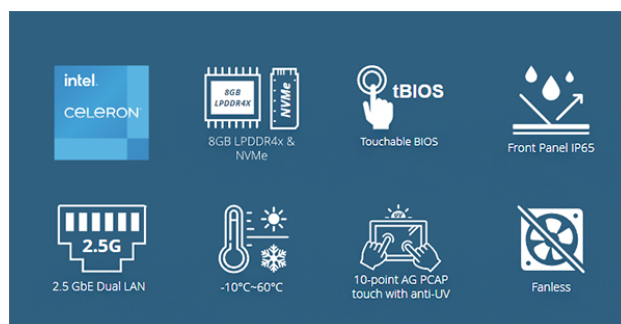 intel.
CELERON
8GB
LPDDR4X
NVMe
8GB LPDDR4x &
NVMe
tBIOS
Touchable BIOS
Front Panel IP65
2.5G
2.5 GbE Dual LAN
-10°C~60°C
UV
10-point AG PCAP
touch with anti-UV
Fanless